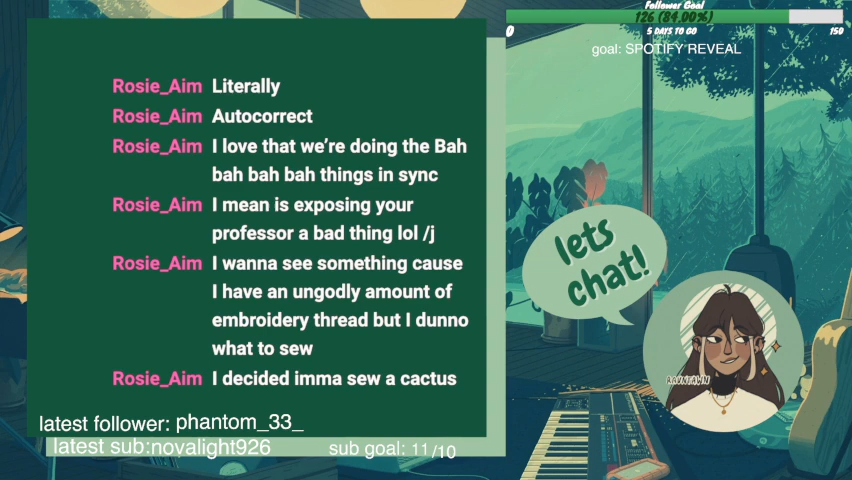 Follower Goal
126 (84.00%)
0
5 DAYS TO GO
150
goal: SPOTIFY REVEAL
Rosie_Aim Literally
Rosie_Aim Autocorrect
Rosie_Aim I love that we're doing the Bah
bah bah bah things in sync
Rosie_Aim I mean is exposing your
professor a bad thing lol /j
Rosie_Aim I wanna see something cause
I have an ungodly amount of
embroidery thread but I dunno
what to sew
Rosie_Aim I decided imma sew a cactus
lets
chat!
latest follower: phantom_33_
latest sub:novalight926
sub goal: 11/10